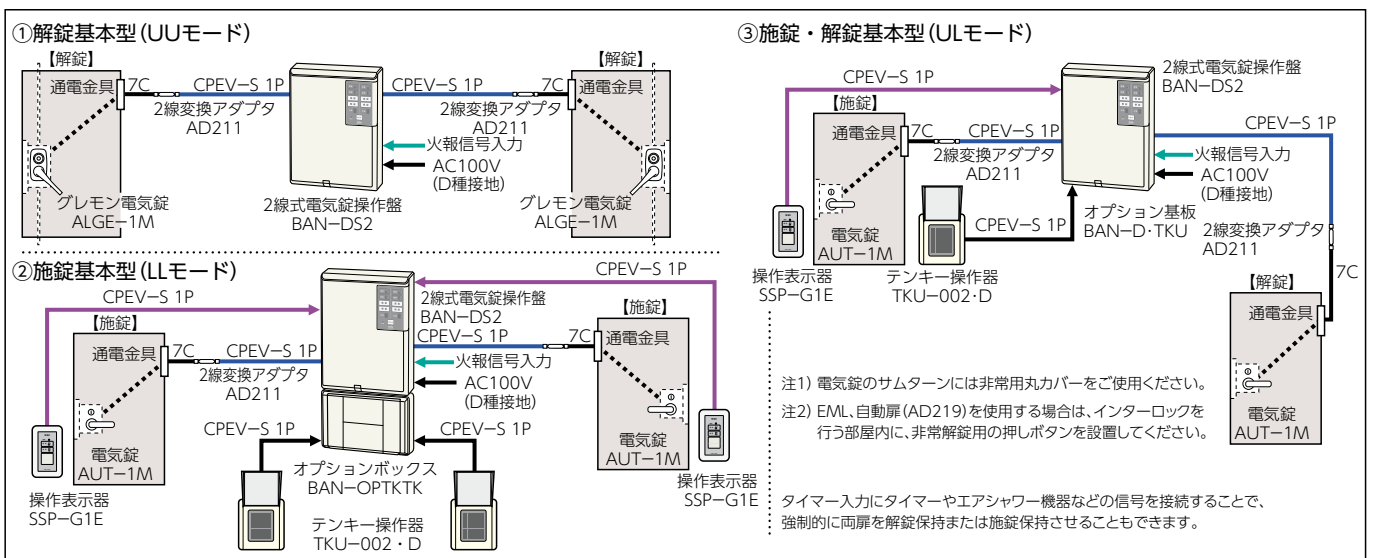 ①解錠基本型(UUモード)
【解錠】
通電金具
7C
CPEV−S 1P
2線変換アダプタ
AD211
グレモン電気錠
ALGE−1M
2線式電気錠操作盤
BAN−DS2
CPEV−S 1P
2線変換アダプタ
AD211
7C
火報信号入力
AC100V
(D種接地)
【解錠】
通電金具
グレモン電気錠
ALGE−1M
②施錠基本型(LLモード)
CPEV−S 1P
【施錠】
通電金具
7C
CPEV−S 1P
2線変換アダプタ
AD211
電気錠
AUT−1M
操作表示器
SSP−G1E
CPEV−S 1P
2線式電気錠操作盤
BAN−DS2
CPEV−S 1P
7C
火報信号入力
AC100V
(D種接地)
【施錠】
通電金具
電気錠
AUT−1M
操作表示器
SSP−G1E
CPEV−S 1P
CPEV−S 1P
オプションボックス
BAN−OPTKTK
テンキー操作器
TKU−002・D
③施錠・解錠基本型(ULモード)
CPEV−S 1P
【施錠】
通電金具
7C
CPEV−S 1P
2線変換アダプタ
AD211
電気錠
AUT−1M
操作表示器
SSP−G1E
CPEV−S 1P
テンキー操作器
TKU−002・D
2線式電気錠操作盤
BAN−DS2
CPEV−S 1P
火報信号入力
AC100V
(D種接地)
オプション基板
BAN−D・TKU
2線変換アダプタ
AD211
7C
【解錠】
通電金具
電気錠
AUT−1M
注1) 電気錠のサムターンには非常用丸カバーをご使用ください。
注2) EML、自動扉(AD219)を使用する場合は、インターロックを
行う部屋内に、非常解錠用の押しボタンを設置してください。
タイマー入力にタイマーやエアシャワー機器などの信号を接続することで、
強制的に両扉を解錠保持または施錠保持させることもできます。